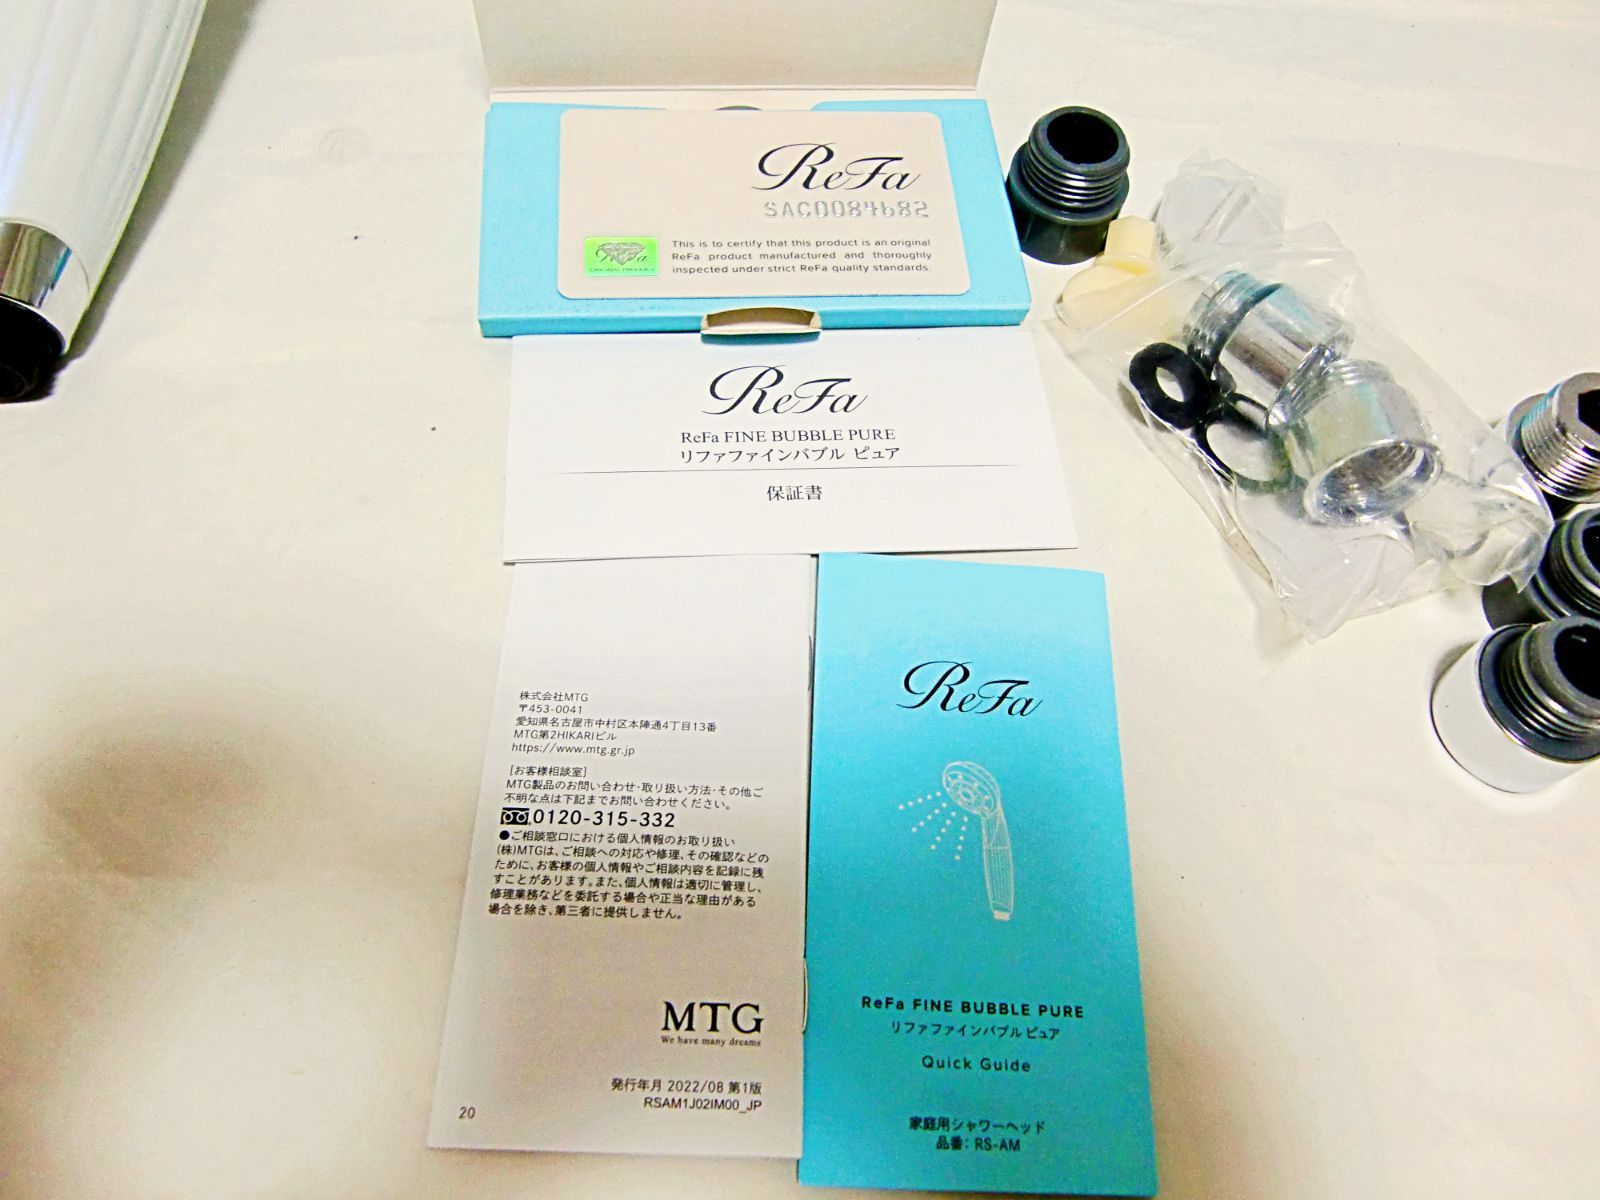 ReFa
SAC0084682
This is to certify that this product is an original
ReFa product manufactured and thoroughly
inspected under strict ReFa quality standards.
ReFa
ReFa
ReFa FINE BUBBLE PURE
リファファインバブル ピュア
保証書
株式会社MTG
〒453-0041
愛知県名古屋市中村区本陣通4丁目13番
MTG第2HIKARIビル
https://www.mtg.gr.jp
[お客様相談室]
MTG製品のお問い合わせ・取り扱い方法・その他ご
不明な点は下記までお問い合わせください。
0120-315-332
●ご相談窓口における個人情報のお取り扱い
(株)MTGは、ご相談への対応や修理、その確認などの
ために、お客様の個人情報やご相談内容を記録に残
すことがあります。また、個人情報は適切に管理し、
修理業務などを委託する場合や正当な理由がある
場合を除き、第三者に提供しません。
MTG
We have many dreams
発行年月 2022/08 第1版
RSAM1J02IM00_JP
20
ReFa
ReFa FINE BUBBLE PURE
リファファインバブル ピュア
Quick Guide
家庭用シャワーヘッド
品番：RS-AM